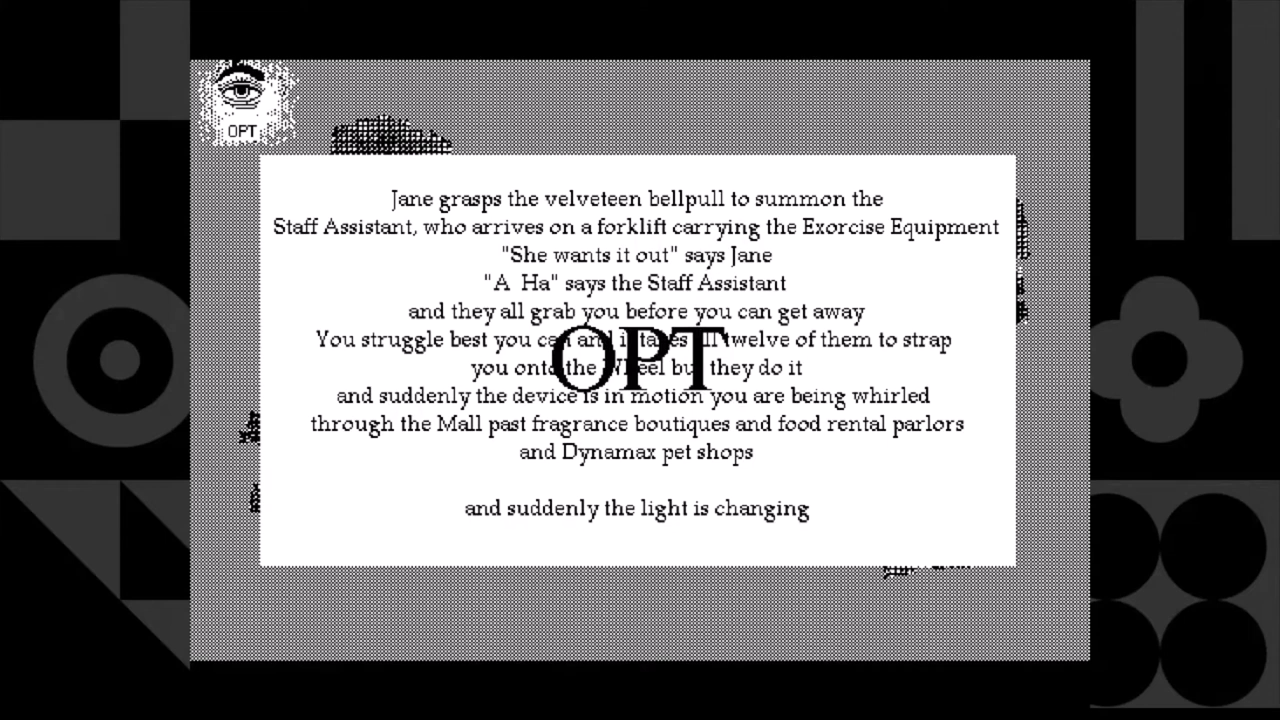 OPT
Jane grasps the velveteen bellpull to summon the
Staff Assistant, who arrives on a forklift carrying the Exorcise Equipment
"She wants it out" says Jane
"A Ha" says the Staff Assistant
and they all grab you before you can get away
You struggle best you can and it takes all twelve of them to strap
OPT
you onto the Wheel but they do it
and suddenly the device is in motion you are being whirled
through the Mall past fragrance boutiques and food rental parlors
and Dynamax pet shops
and suddenly the light is changing